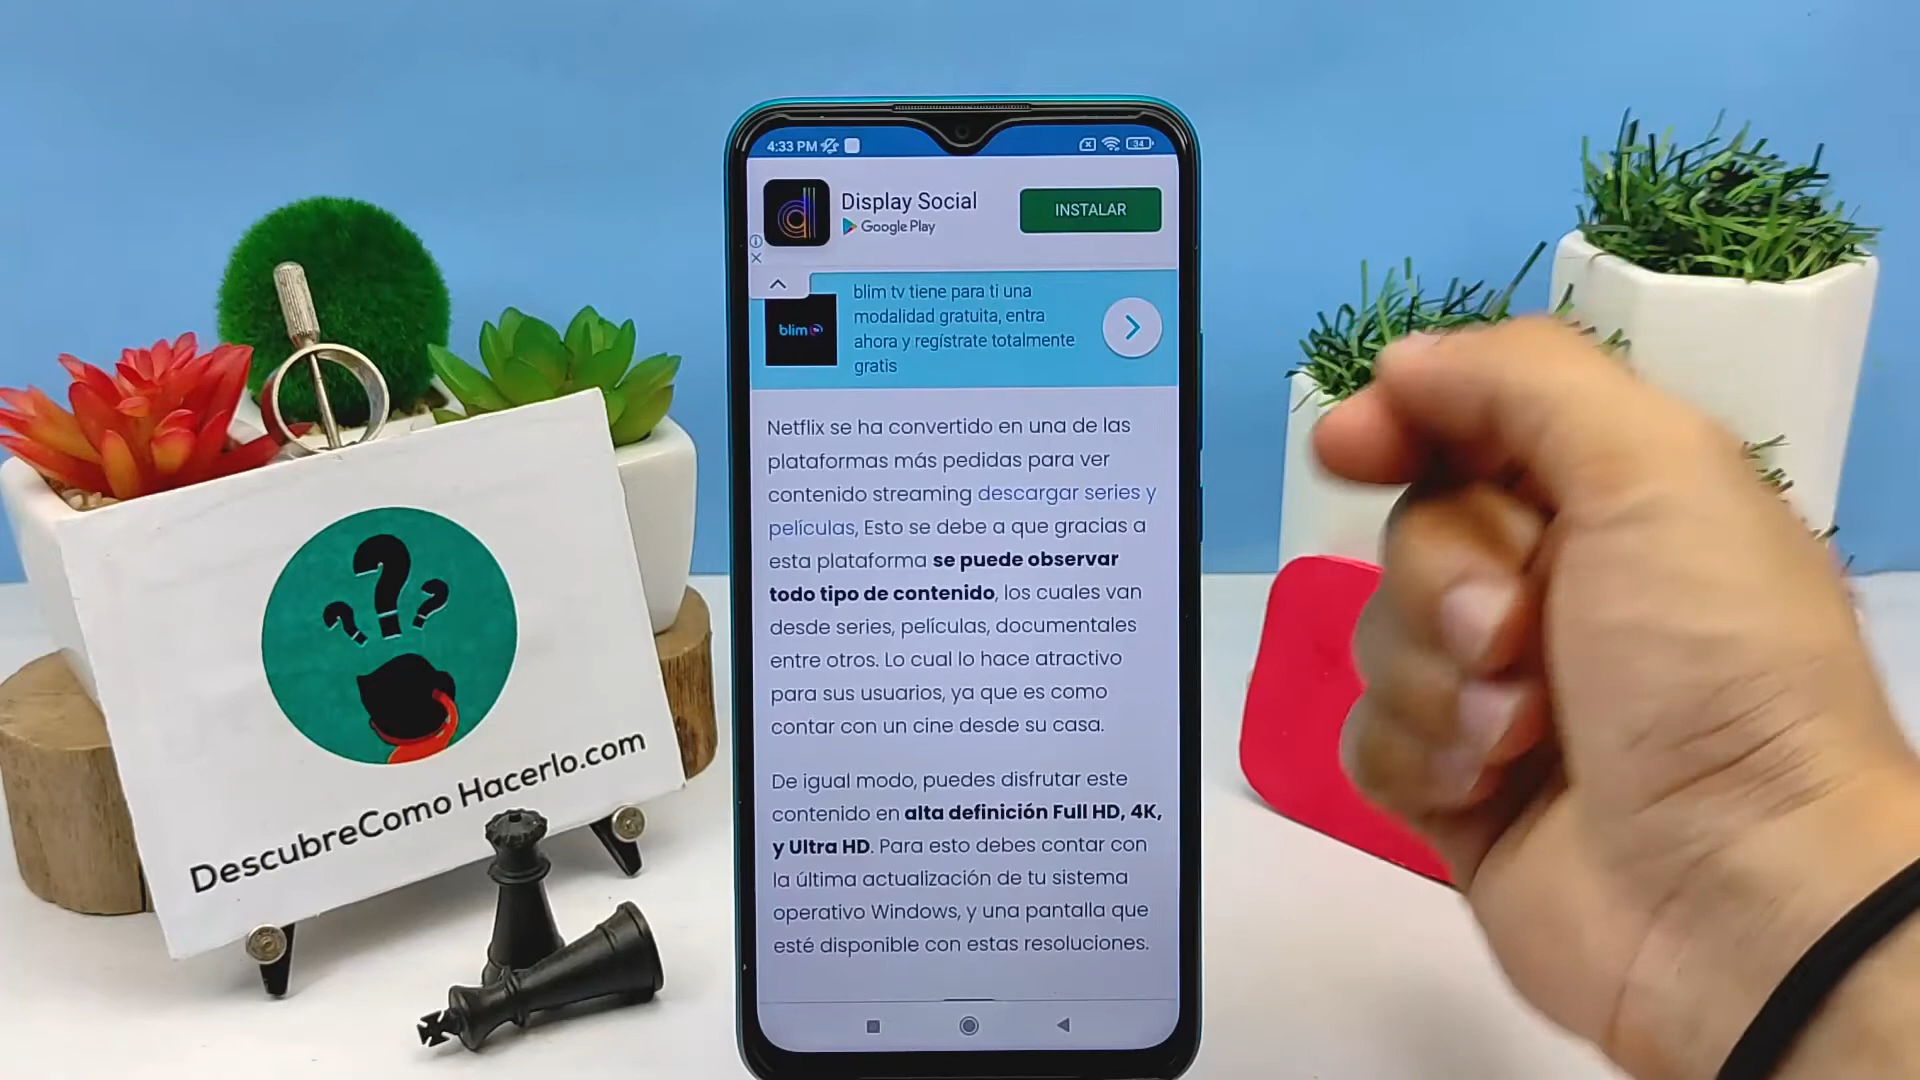 4:33 PM
34
Display Social
Google Play
INSTALAR
blim
blim tv tiene para ti una
modalidad gratuita, entra
ahora y regístrate totalmente
gratis
Netflix se ha convertido en una de las
plataformas más pedidas para ver
contenido streaming descargar series y
películas, Esto se debe a que gracias a
esta plataforma se puede observar
todo tipo de contenido, los cuales van
desde series, películas, documentales
entre otros. Lo cual lo hace atractivo
para sus usuarios, ya que es como
contar con un cine desde su casa.
De igual modo, puedes disfrutar este
contenido en alta definición Full HD, 4K,
y Ultra HD. Para esto debes contar con
la última actualización de tu sistema
operativo Windows, y una pantalla que
esté disponible con estas resoluciones.
???
DescubreComo Hacerlo.com